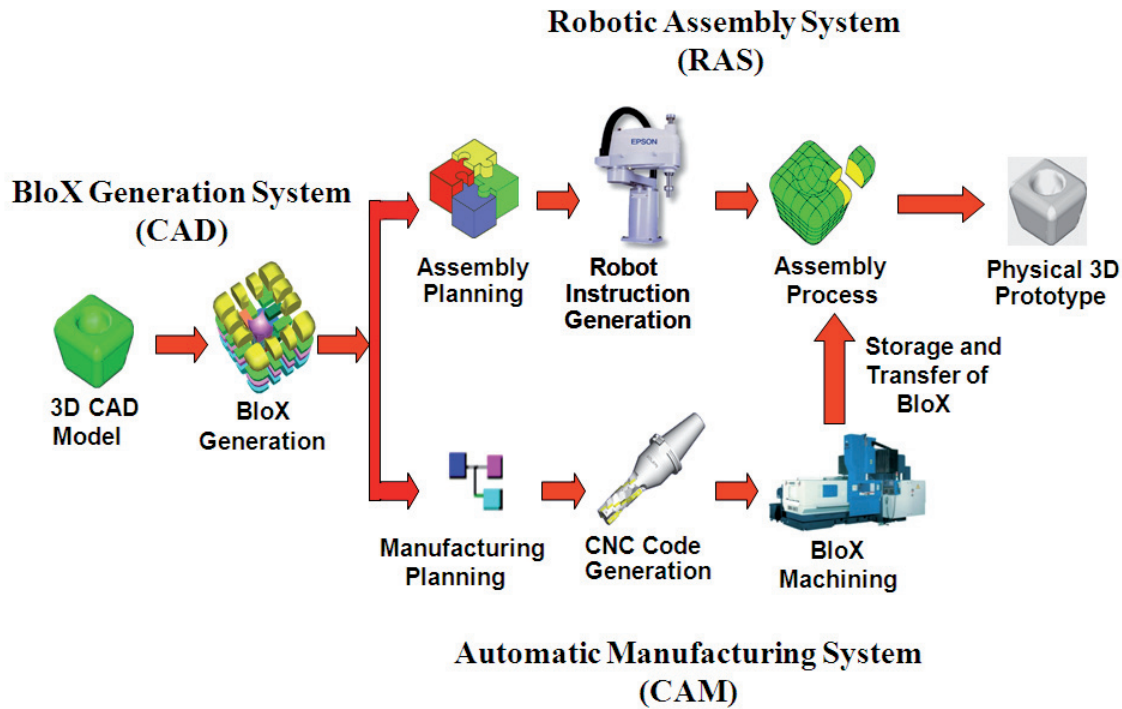 Robotic Assembly System
(RAS)
EPSON
BloX Generation System
(CAD)
Assembly
Planning
Robot
Instruction
Generation
Assembly
Process
Physical 3D
Prototype
3D CAD
Model
BloX
Generation
Storage and
Transfer of
BloX
Manufacturing
Planning
CNC Code
Generation
BloX
Machining
Automatic Manufacturing System
(CAM)